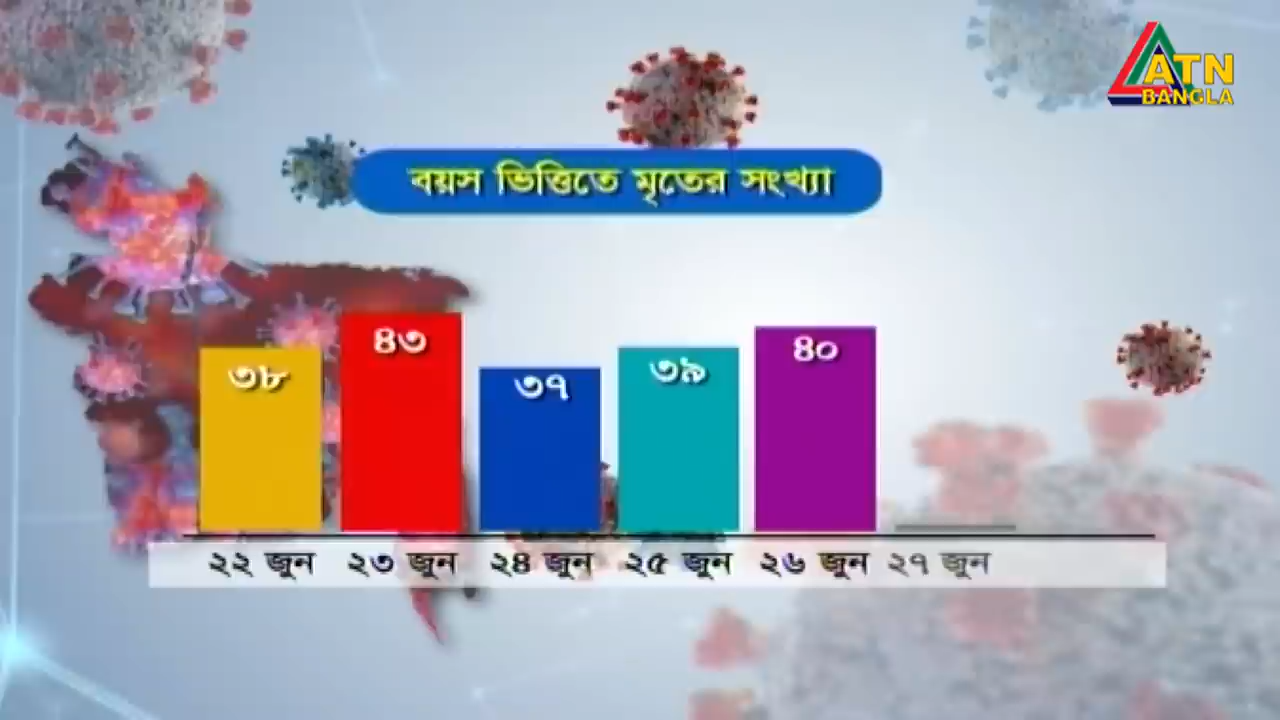 ATN
BANGLA
বয়স ভিত্তিতে মৃতের সংখ্যা
৩৮ ৪৩ ৩৭ ৩৯ ৪০
২২ জুন ২৩ জুন ২৪ জুন ২৫ জুন ২৬ জুন ২৭ জুন